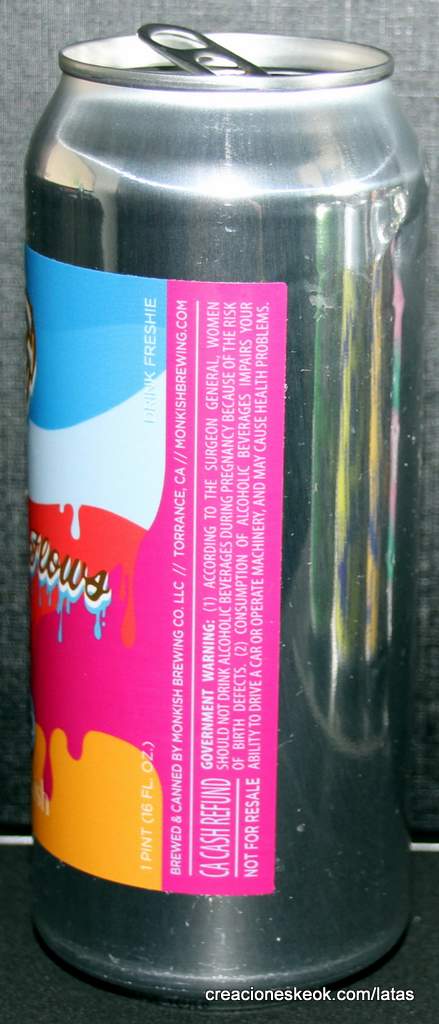 Flows
1 PINT (16 FL. OZ.)
DRINK FRESHIE
BREWED & CANNED BY MONKISH BREWING CO. LLC // TORRANCE, CA // MONKISHBREWING.COM
CA CASH REFUND
NOT FOR RESALE
GOVERNMENT WARNING: (1) ACCORDING TO THE SURGEON GENERAL, WOMEN
SHOULD NOT DRINK ALCOHOLIC BEVERAGES DURING PREGNANCY BECAUSE OF THE RISK
OF BIRTH DEFECTS. (2) CONSUMPTION OF ALCOHOLIC BEVERAGES IMPAIRS YOUR
ABILITY TO DRIVE A CAR OR OPERATE MACHINERY, AND MAY CAUSE HEALTH PROBLEMS.
creacioneskeok.com/latas